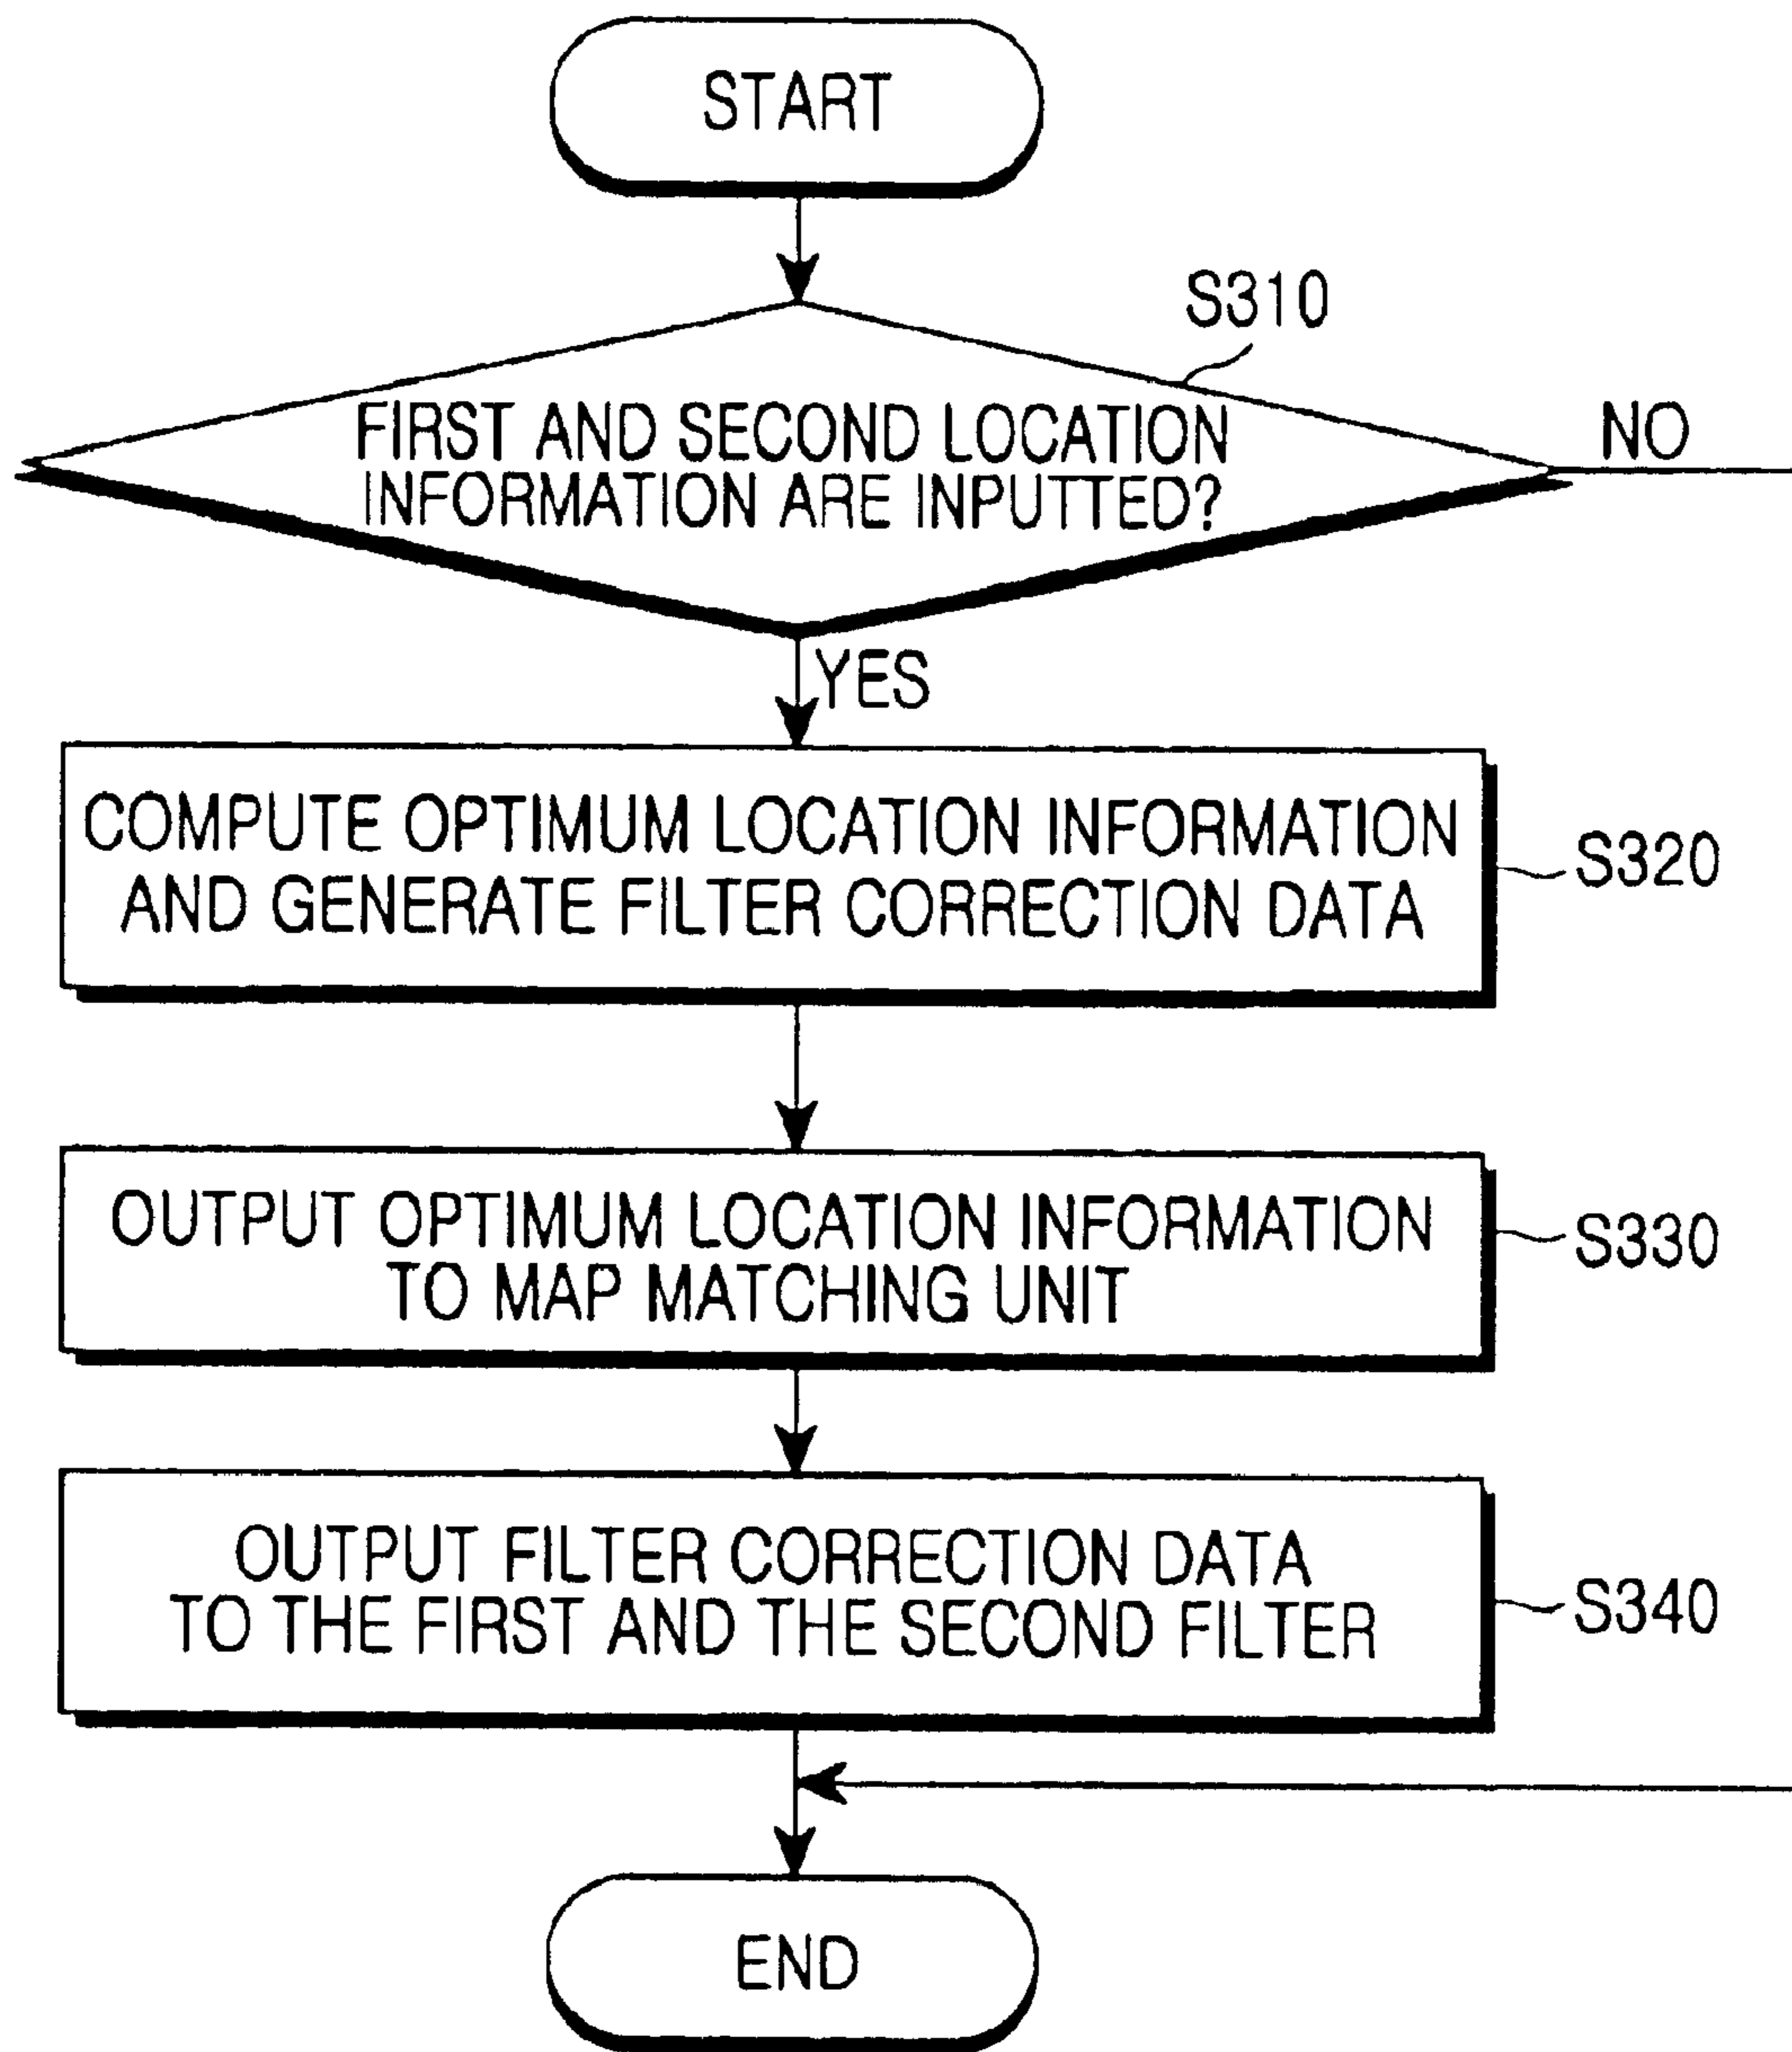 START
S310
FIRST AND SECOND LOCATION
INFORMATION ARE INPUTTED?
NO
YES
COMPUTE OPTIMUM LOCATION INFORMATION
AND GENERATE FILTER CORRECTION DATA
S320
OUTPUT OPTIMUM LOCATION INFORMATION
TO MAP MATCHING UNIT
S330
OUTPUT FILTER CORRECTION DATA
TO THE FIRST AND THE SECOND FILTER
S340
END